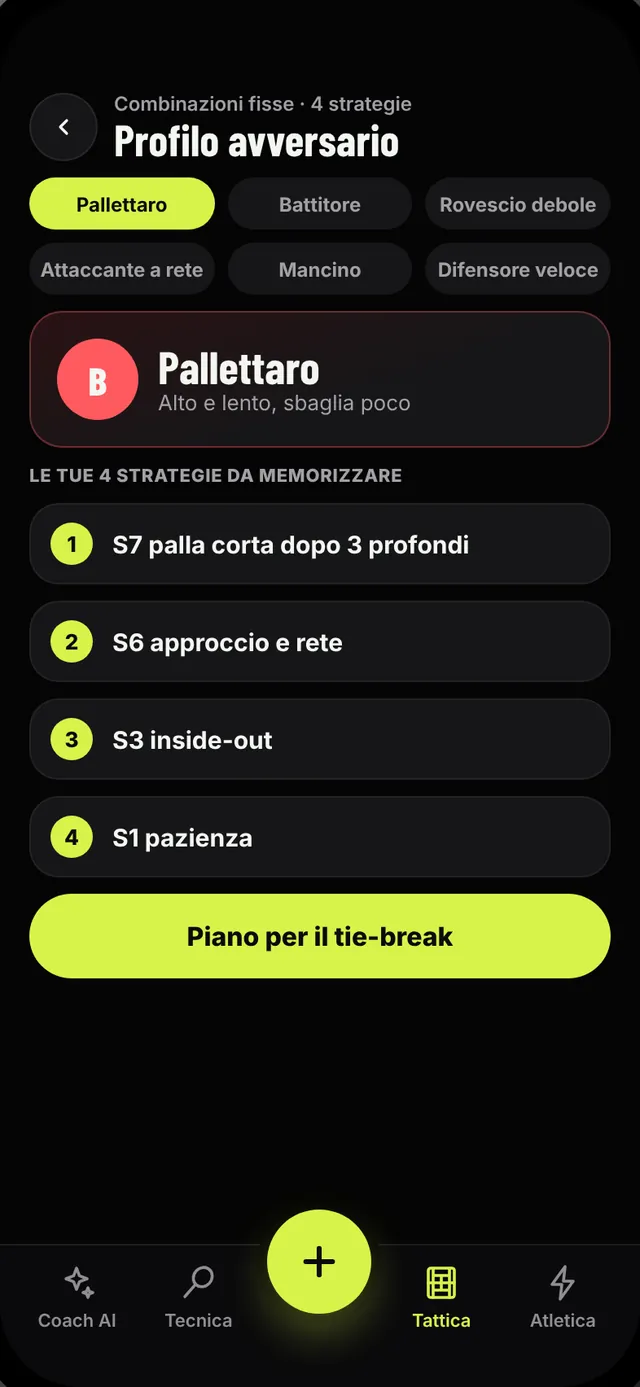 Combinazioni fisse · 4 strategie
Profilo avversario
Pallettaro
Battitore
Rovescio debole
Attaccante a rete
Mancino
Difensore veloce
B
Pallettaro
Alto e lento, sbaglia poco
LE TUE 4 STRATEGIE DA MEMORIZZARE
1 S7 palla corta dopo 3 profondi
2 S6 approccio e rete
3 S3 inside-out
4 S1 pazienza
Piano per il tie-break
Coach AI
Tecnica
Tattica
Atletica